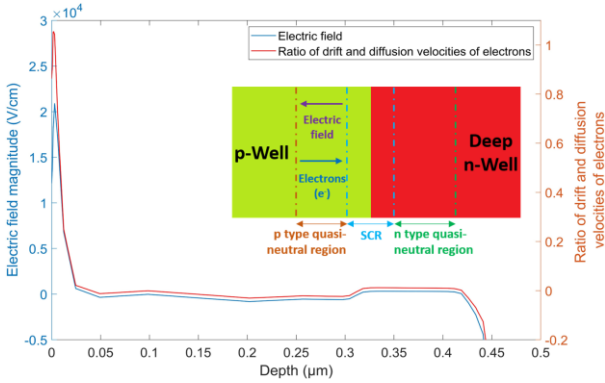 3 ×10⁴
2.5
2
1.5
1
0.5
0
-0.5
Electric field magnitude (V/cm)
Electric field
Ratio of drift and diffusion velocities of electrons
1
0.8
0.6
0.4
0.2
0
-0.2
Ratio of drift and diffusion
velocities of electrons
p-Well
Electric
field
Electrons
(e⁻)
Deep
n-Well
p type quasi-
neutral region
SCR
n type quasi-
neutral region
0 0.05 0.1 0.15 0.2 0.25 0.3 0.35 0.4 0.45 0.5
Depth (µm)